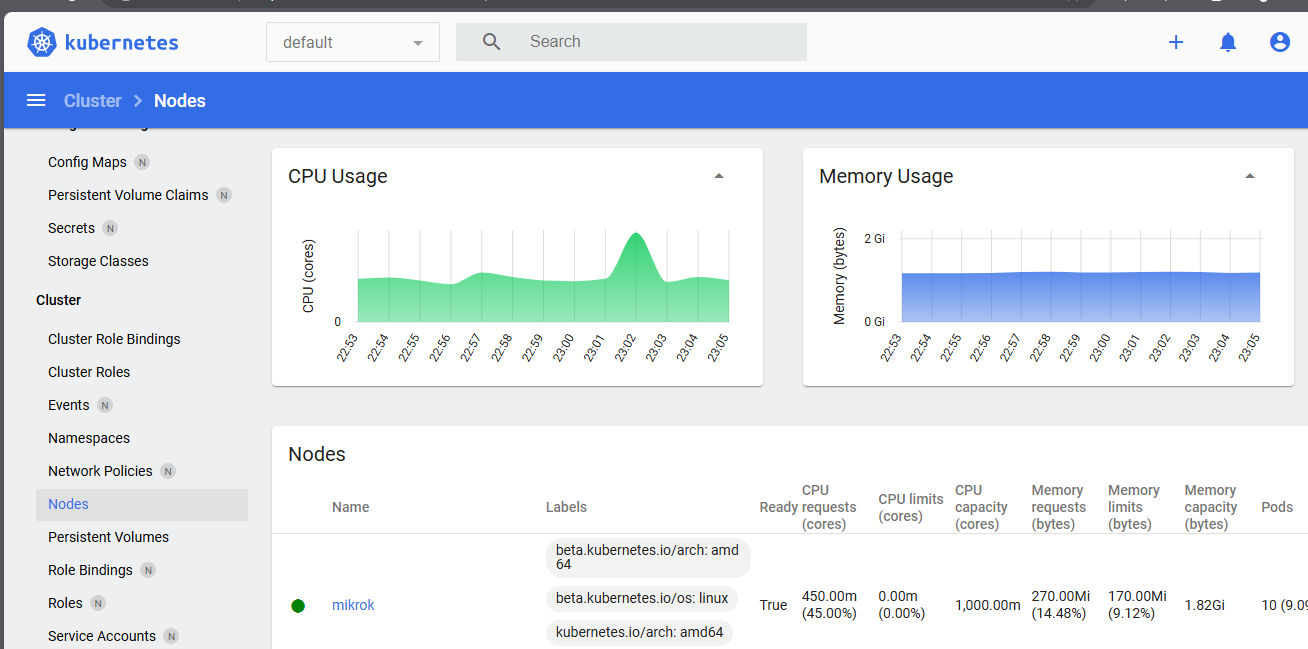 kubernetes
default
Search
Cluster
Nodes
Config Maps N
Persistent Volume Claims N
Secrets N
Storage Classes
Cluster
Cluster Role Bindings
Cluster Roles
Events N
Namespaces
Network Policies N
Nodes
Persistent Volumes
Role Bindings N
Roles N
Service Accounts N
CPU Usage
CPU (cores)
0
22:53 22:54 22:55 22:56 22:57 22:58 22:59 23:00 23:01 23:02 23:03 23:04 23:05
Memory Usage
Memory (bytes)
2 Gi
0 Gi
22:53 22:54 22:55 22:56 22:57 22:58 22:59 23:00 23:01 23:02 23:03 23:04 23:05
Nodes
Name
Labels
Ready
CPU
requests
(cores)
CPU limits
(cores)
CPU
capacity
(cores)
Memory
requests
(bytes)
Memory
limits
(bytes)
Memory
capacity
(bytes)
Pods
mikrok
beta.kubernetes.io/arch: amd
64
beta.kubernetes.io/os: linux
kubernetes.io/arch: amd64
True
450.00m
(45.00%)
0.00m
(0.00%)
1,000.00m
270.00Mi
(14.48%)
170.00Mi
(9.12%)
1.82Gi
10 (9.09